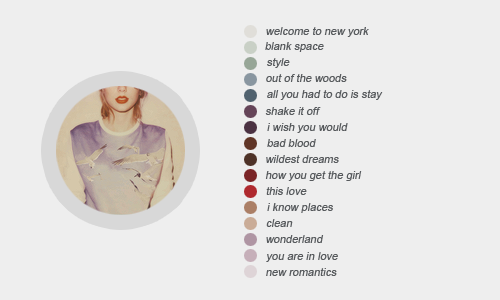 welcome to new york
blank space
style
out of the woods
all you had to do is stay
shake it off
i wish you would
bad blood
wildest dreams
how you get the girl
this love
i know places
clean
wonderland
you are in love
new romantics